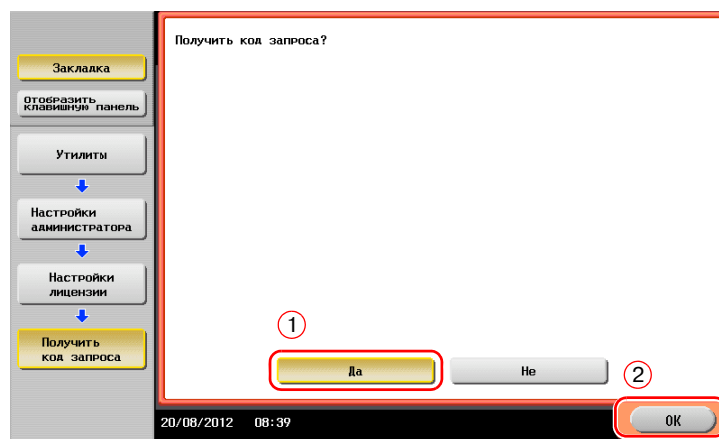 Получить код запроса?
Закладка
Отобразить
клавишную панель
Утилиты
Настройки
администратора
Настройки
лицензии
Получить
код запроса
1
Да
Не
2
20/08/2012 08:39
OK